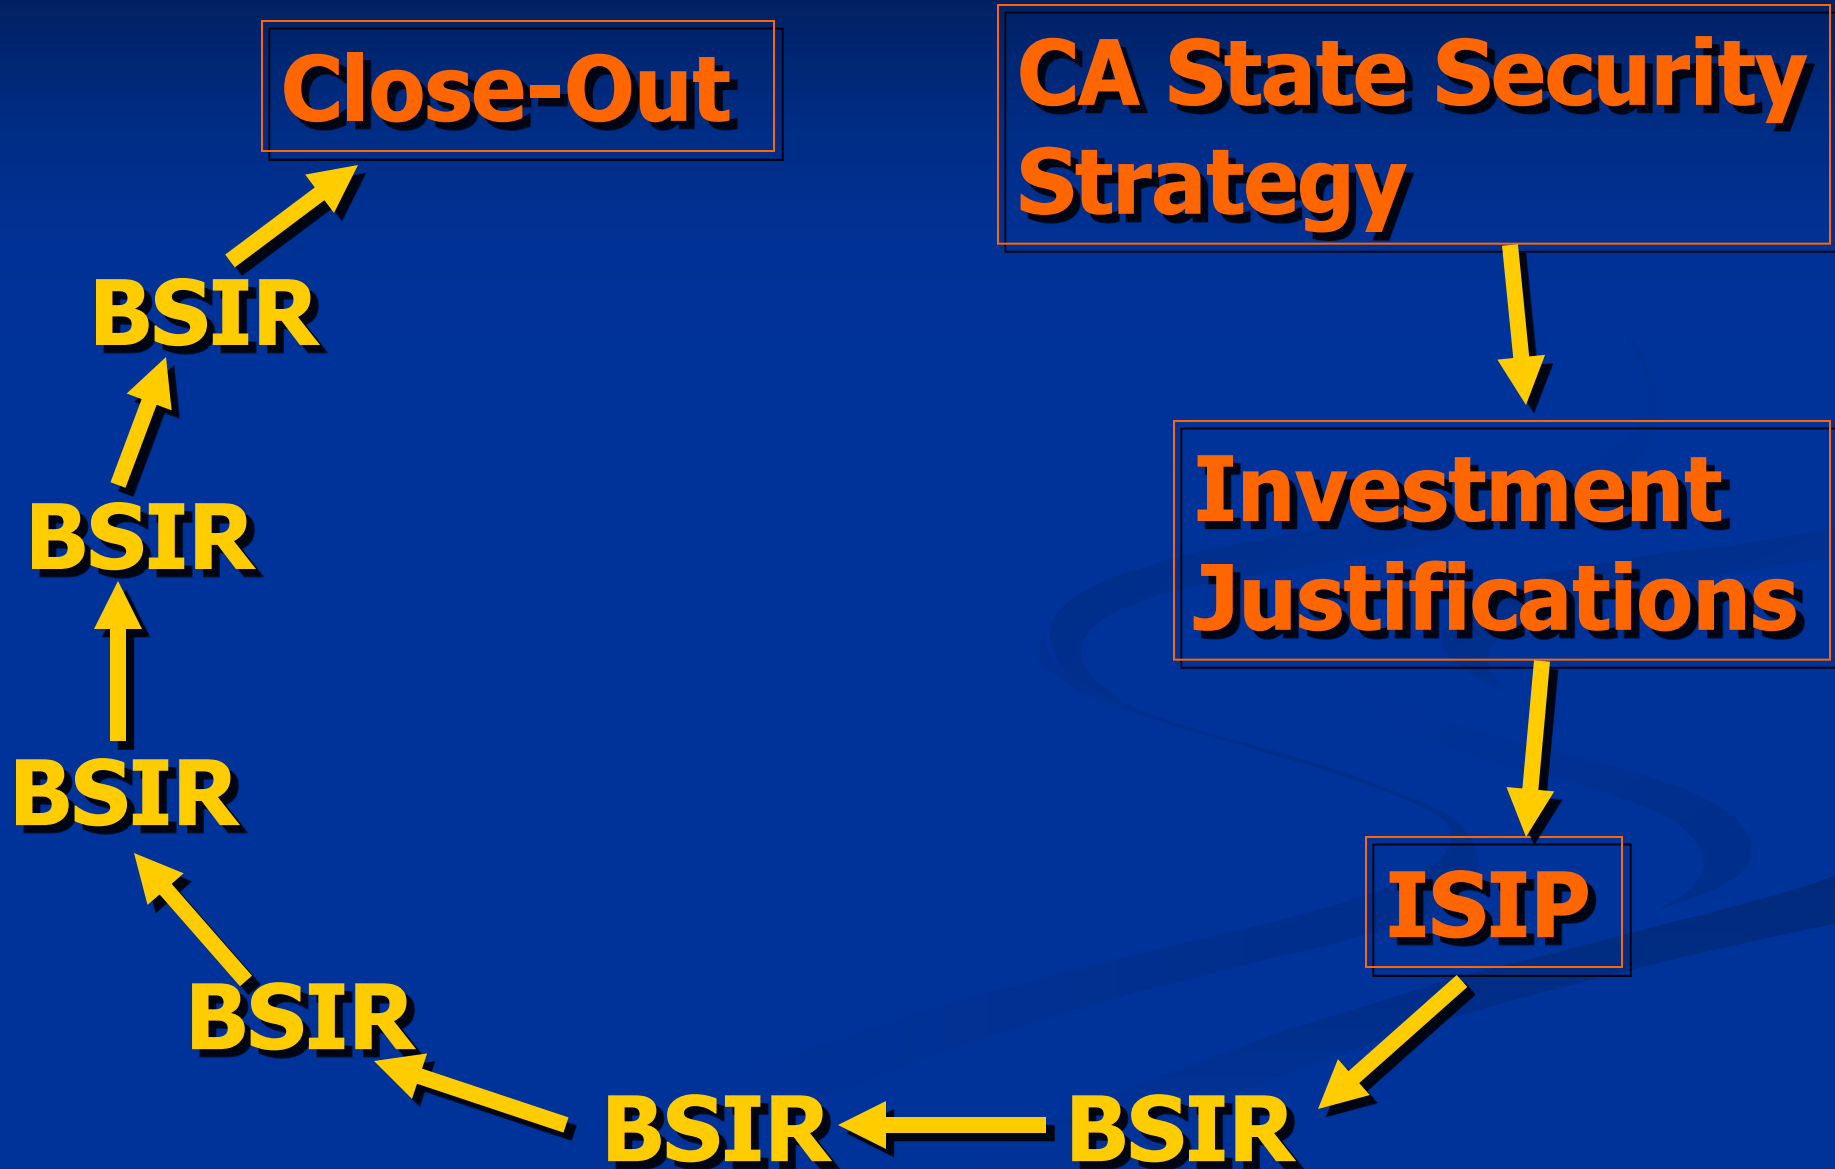 Close-Out
CA State Security
Strategy
BSIR
Investment
Justifications
BSIR
BSIR
ISIP
BSIR
BSIR
BSIR